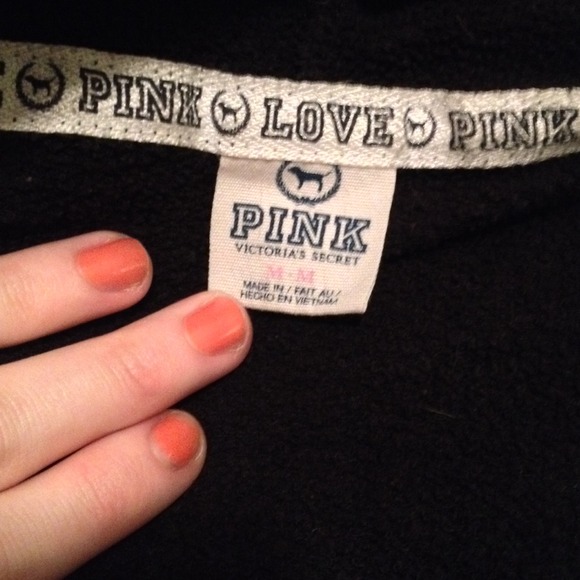 PINK LOVE PINK
PINK
VICTORIA'S SECRET
M M
MADE IN / FAIT AU /
HECHO EN VIETNAM